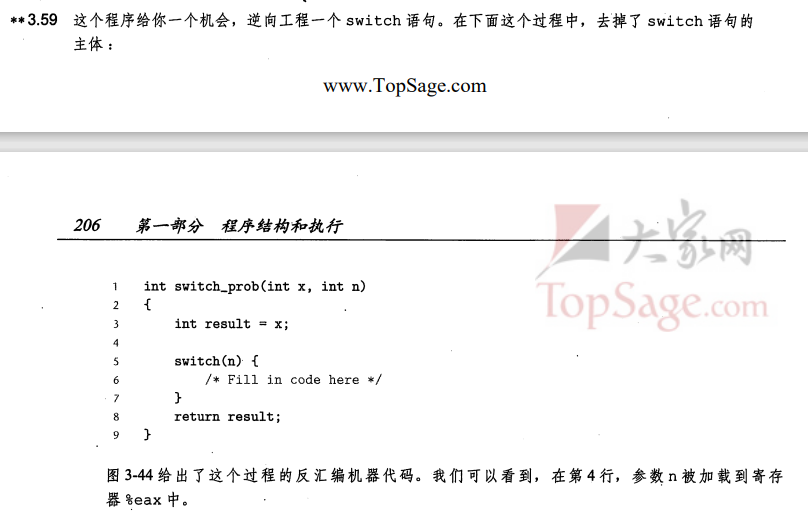 **3.59 这个程序给你一个机会，逆向工程一个 switch 语句。在下面这个过程中，去掉了 switch 语句的
主体：
www.TopSage.com
206 第一部分 程序结构和执行
大家网
TopSage.com
1 int switch_prob(int x, int n)
2 {
3 int result = x;
4
5 switch(n) {
6 /* Fill in code here */
7 }
8 return result;
9 }
图 3-44 给出了这个过程的反汇编机器代码。我们可以看到，在第 4 行，参数 n 被加载到寄存
器 %eax 中。